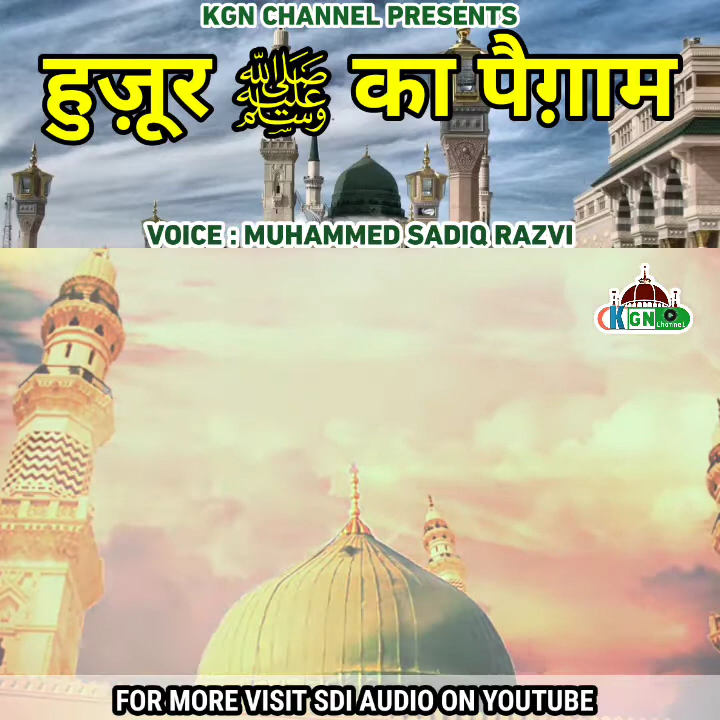 KGN CHANNEL PRESENTS
हुज़ूर ﷺ का पैग़ाम
VOICE : MUHAMMED SADIQ RAZVI
KGN
Channel
FOR MORE VISIT SDI AUDIO ON YOUTUBE